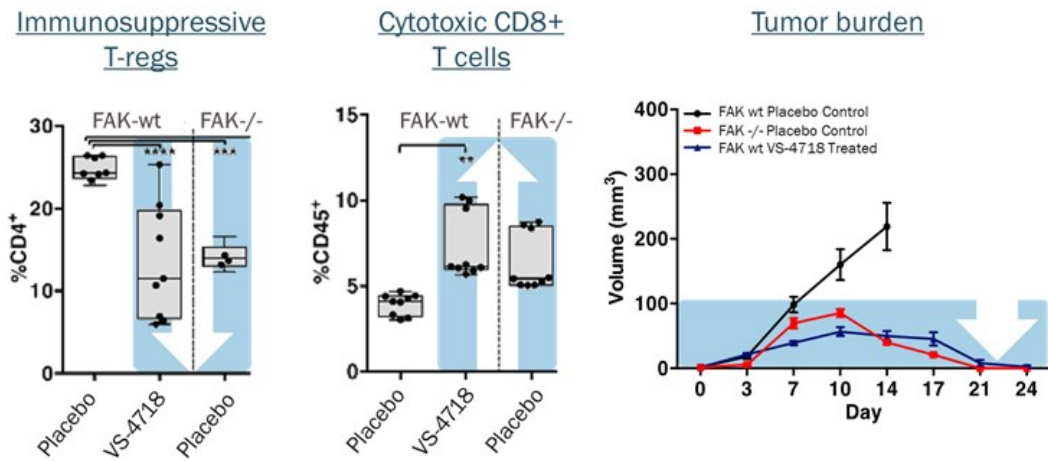 Immunosuppressive
T-regs
FAK-wt
FAK-/-
30
20
10
0
%CD4+
****
***
Placebo
VS-4718
Placebo
Cytotoxic CD8+
T cells
FAK-wt
FAK-/-
15
10
5
0
%CD45+
**
Placebo
VS-4718
Placebo
Tumor burden
400
300
200
100
0
Volume (mm³)
FAK wt Placebo Control
FAK -/- Placebo Control
FAK wt VS-4718 Treated
0 3 7 10 14 17 21 24
Day